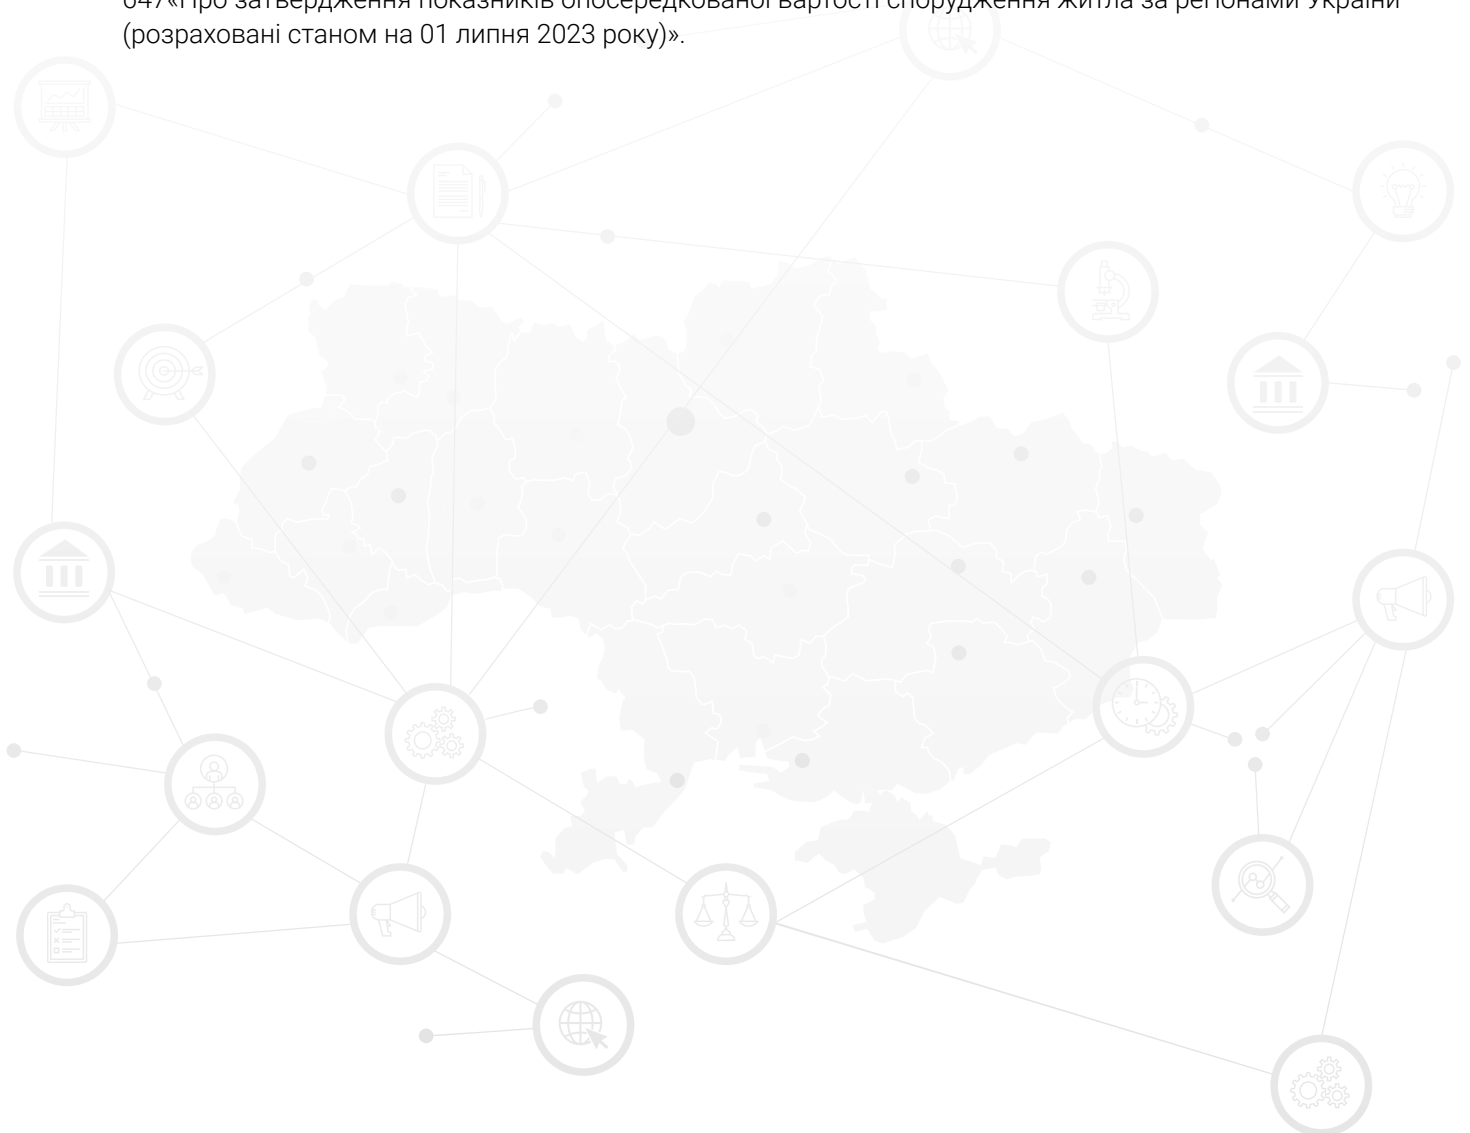 647«Про затвердження показників опосередкованої вартості спорудження житла за регіонами України
(розраховані станом на 01 липня 2023 року)».